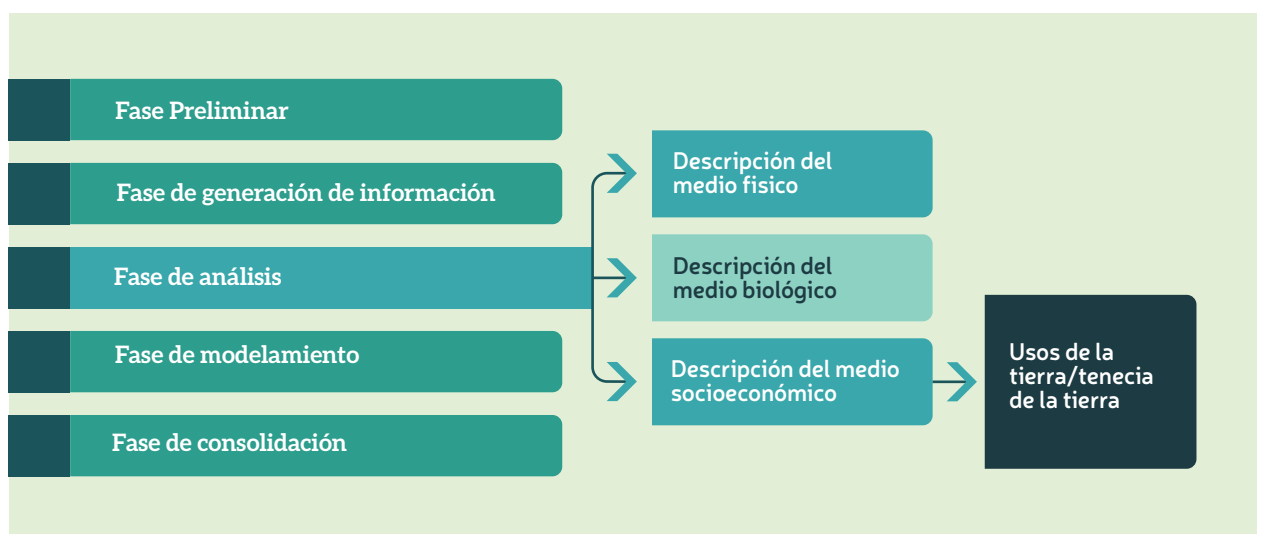 Fase Preliminar
Fase de generación de información
Fase de análisis
Fase de modelamiento
Fase de consolidación
Descripción del
medio fisico
Descripción del
medio biológico
Descripción del medio
socioeconómico
Usos de la
tierra/tenecia
de la tierra